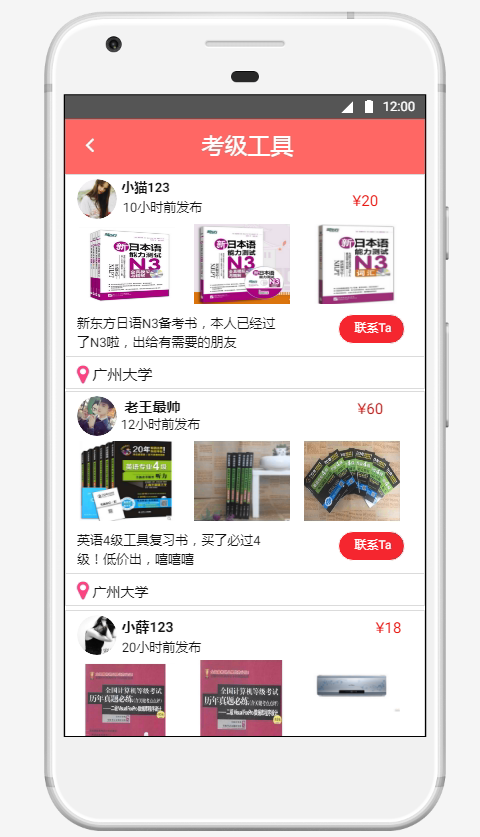 12:00
考级工具
小猫123
10小时前发布
¥20
新日本语
能力测试
N3
新日本语
能力测试
N3
新日本语
能力测试
N3
词汇
新东方日语N3备考书，本人已经过
了N3啦，出给有需要的朋友
联系Ta
广州大学
老王最帅
12小时前发布
¥60
20年
英语专业4级
听力
英语4级工具复习书，买了必过4
级！低价出，嘻嘻嘻
联系Ta
广州大学
小薛123
20小时前发布
¥18
全国计算机等级考试
历年真题必练
全国计算机等级考试
历年真题必练